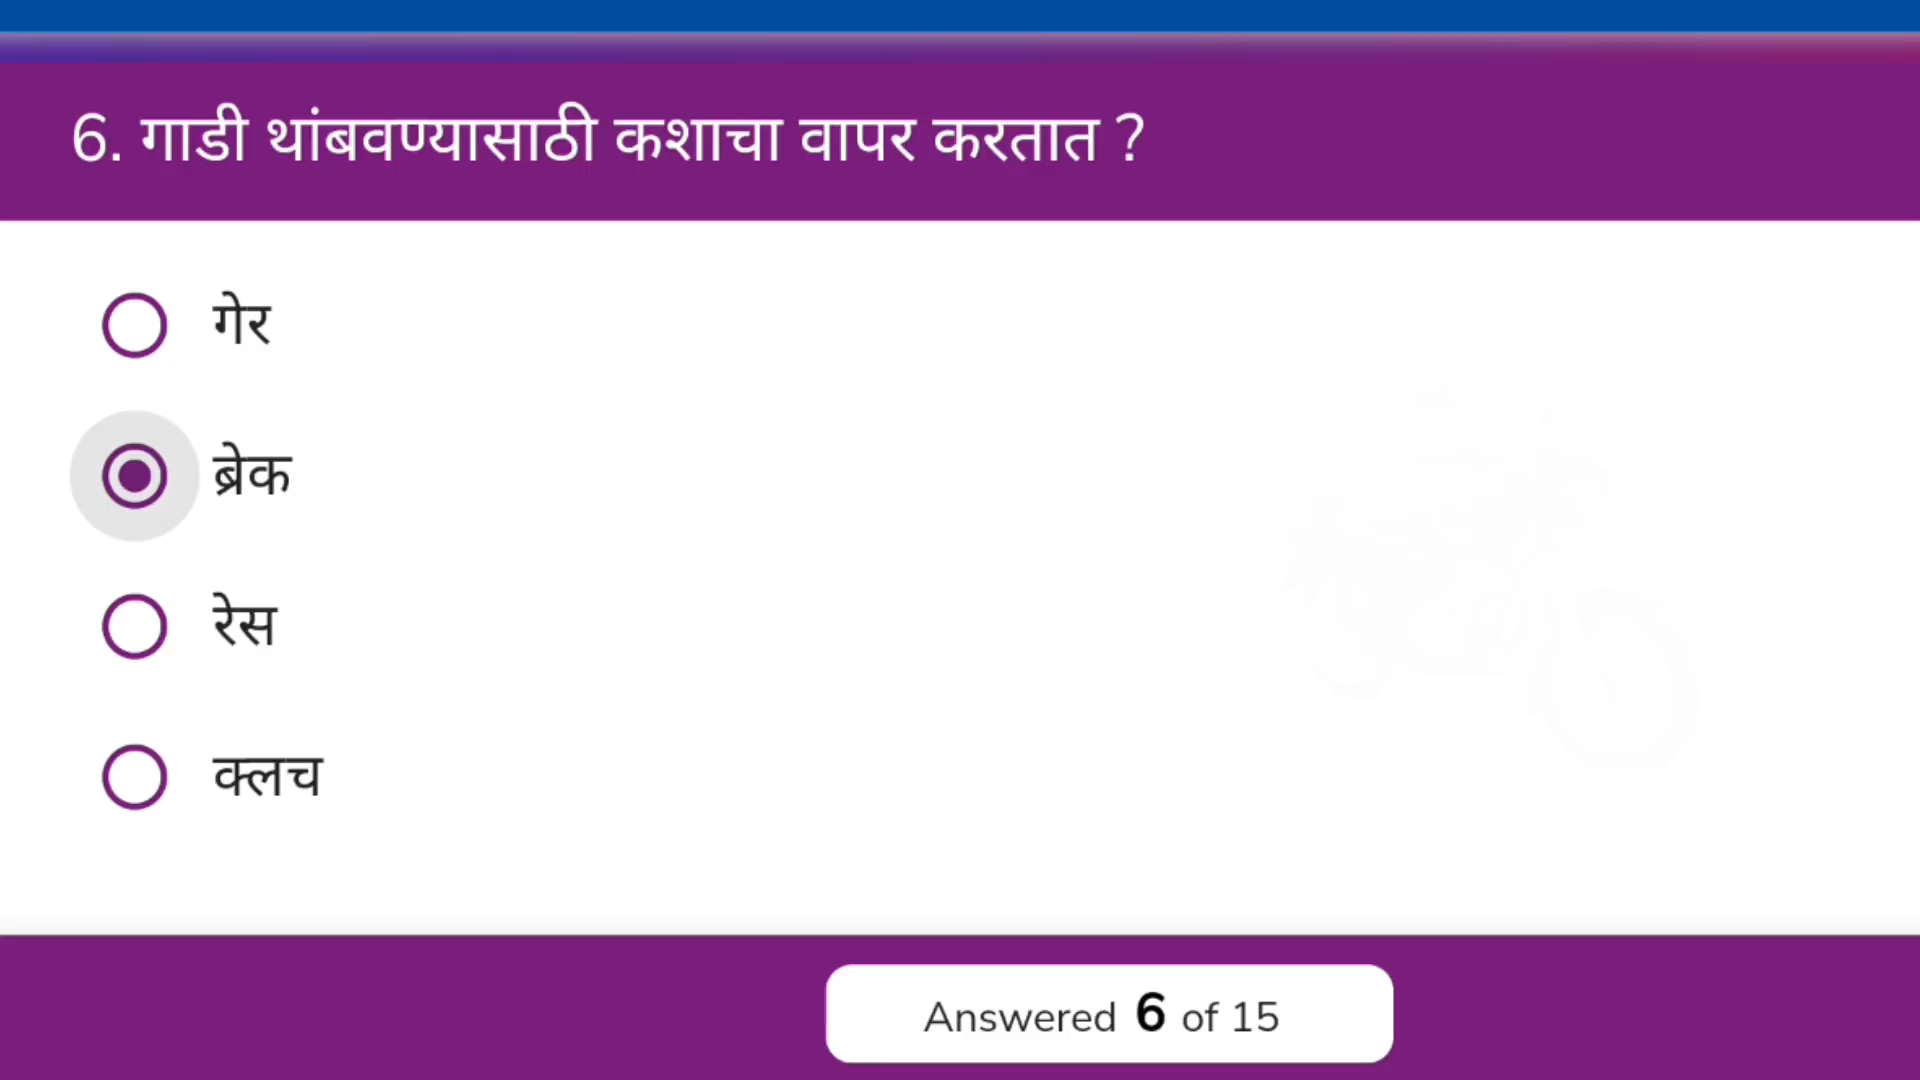 6. गाडी थांबवण्यासाठी कशाचा वापर करतात ?
गेर
ब्रेक
रेस
क्लच
Answered 6 of 15